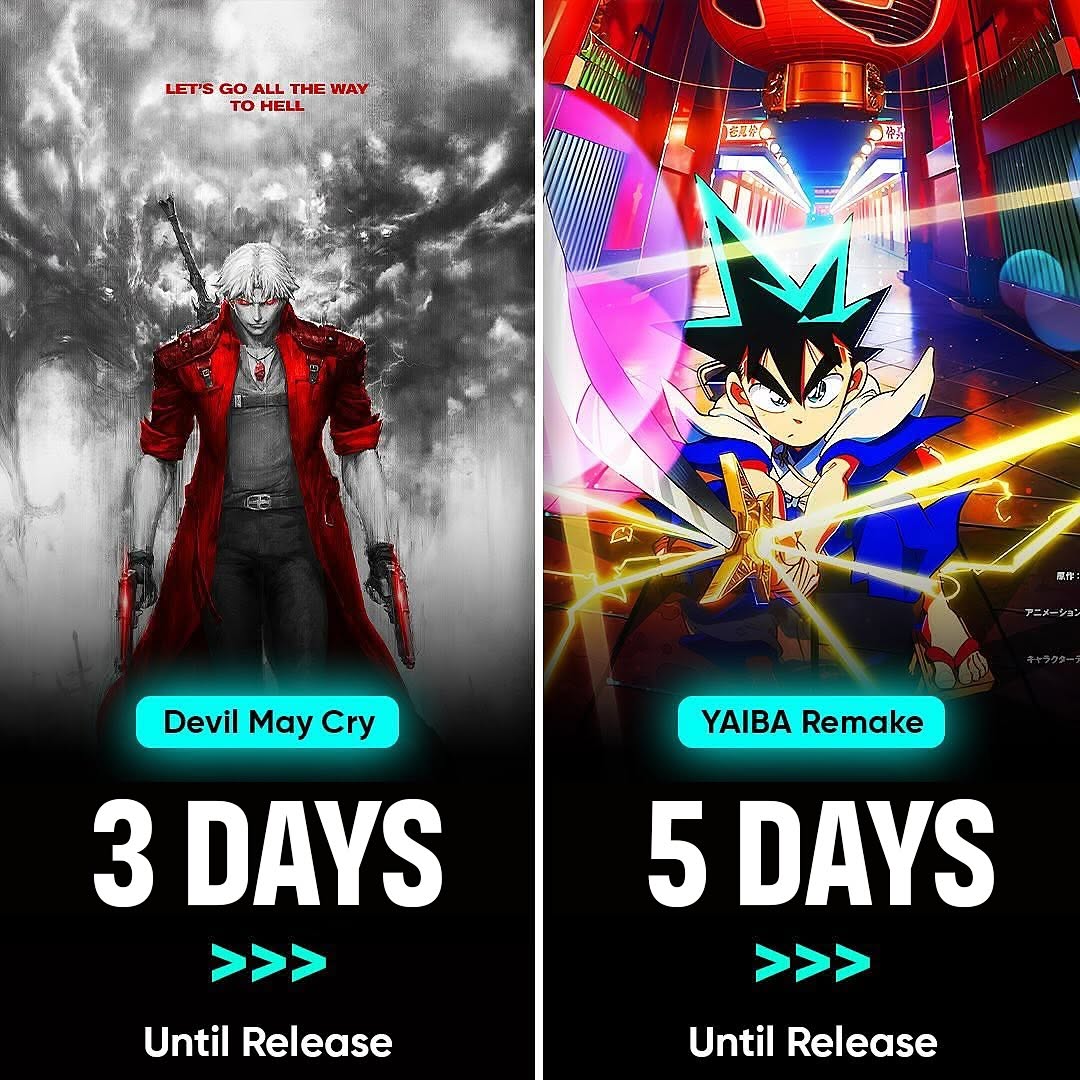 LET'S GO ALL THE WAY
TO HELL
Devil May Cry
3 DAYS
>>>
Until Release
原作:
アニメーション
キャラクターデ
YAIBA Remake
5 DAYS
>>>
Until Release